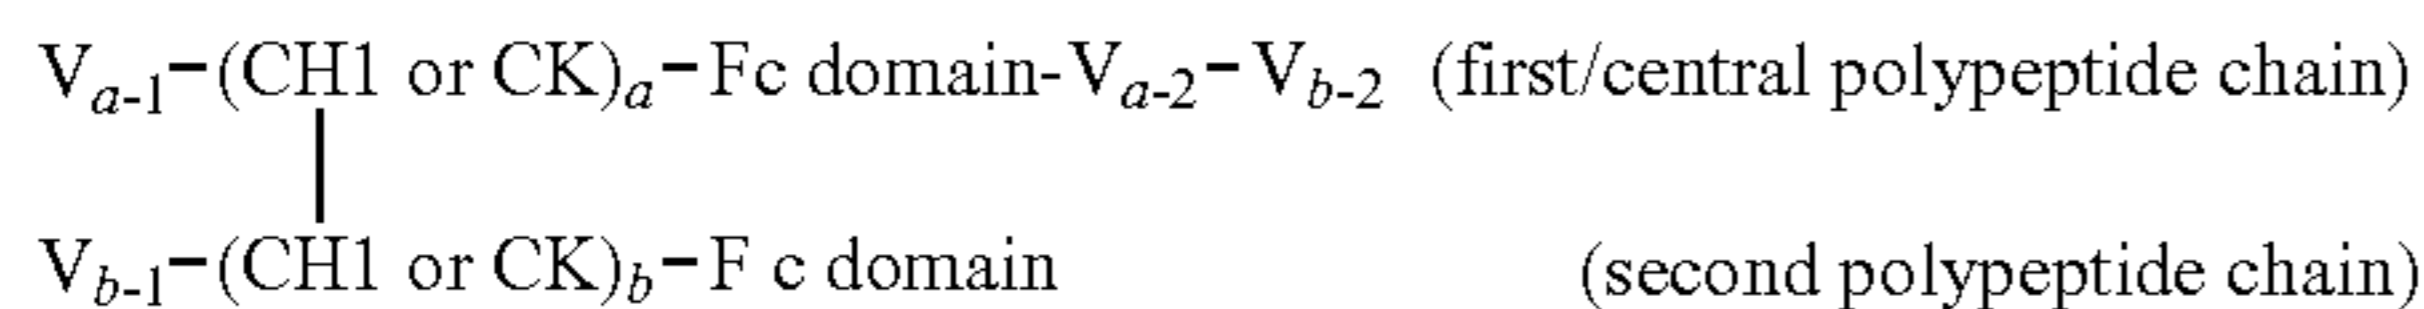 Va-1−(CH1 or CK)a−Fc domain-Va-2−Vb-2 (first/central polypeptide chain)
Vb-1−(CH1 or CK)b−F c domain (second polypeptide chain)